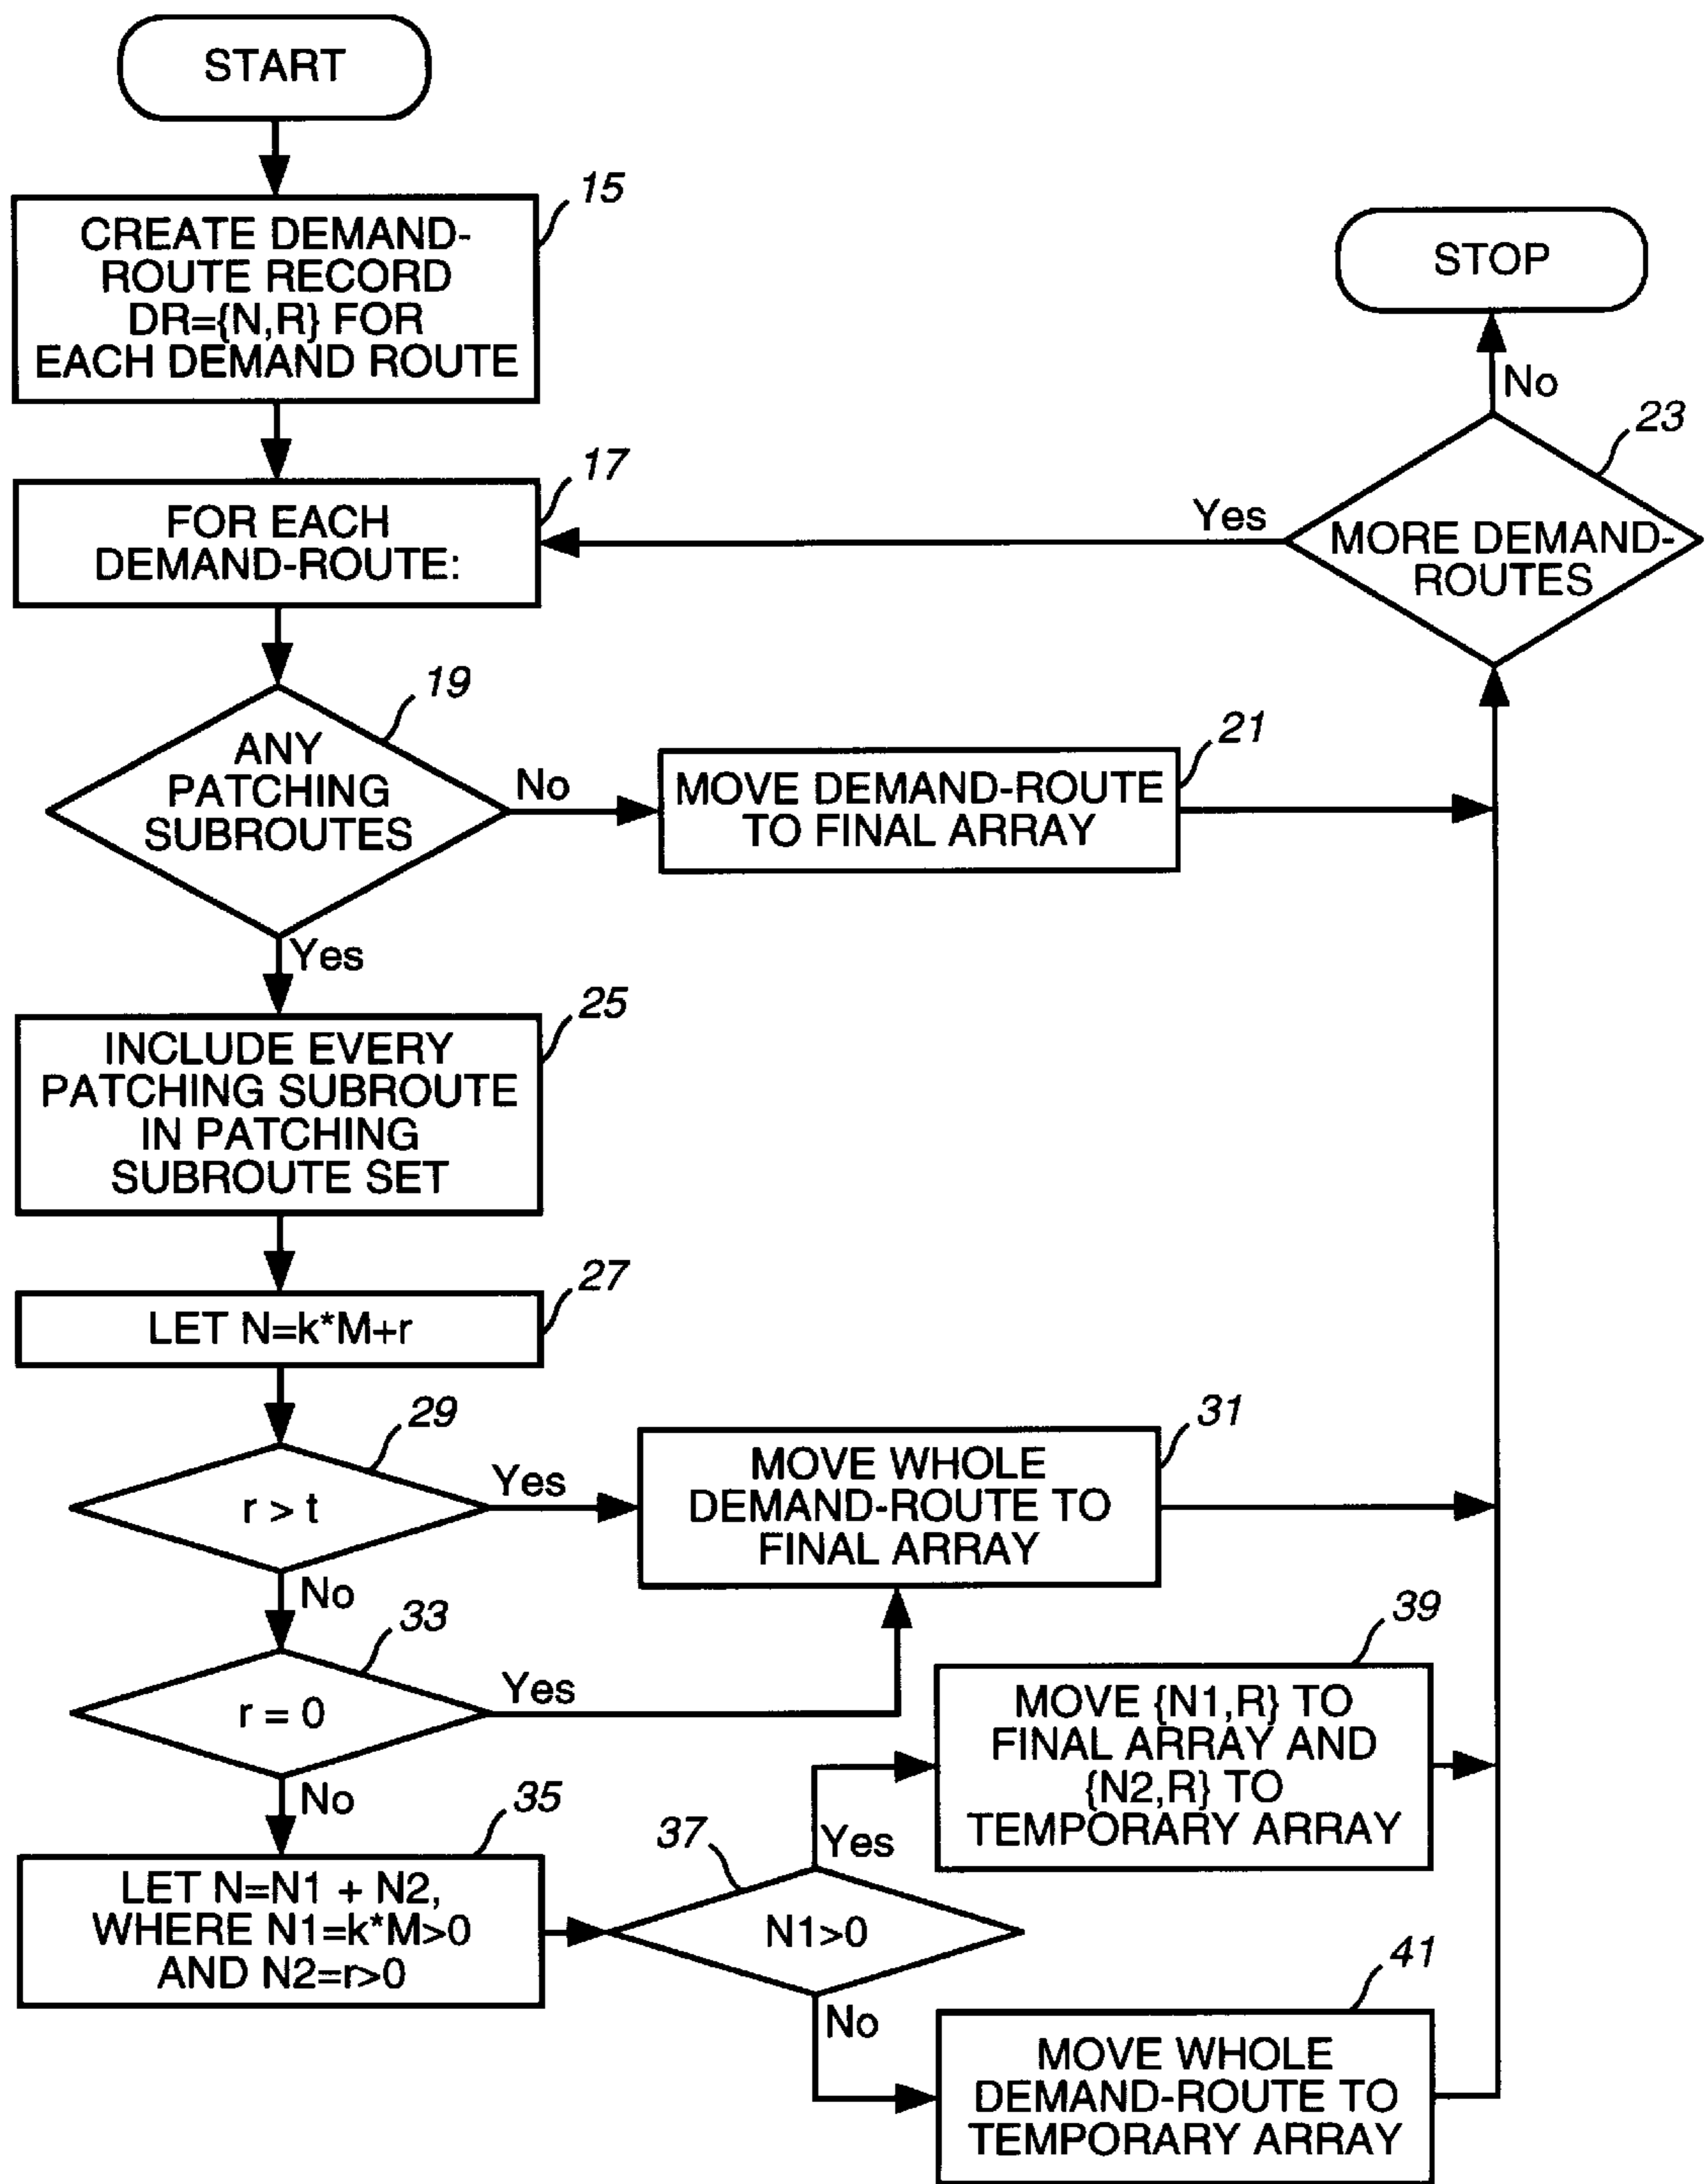 START
15
CREATE DEMAND-
ROUTE RECORD
DR={N,R} FOR
EACH DEMAND ROUTE
STOP
No
17
FOR EACH
DEMAND-ROUTE:
Yes
23
MORE DEMAND-
ROUTES
19
ANY
PATCHING
SUBROUTES
No
21
MOVE DEMAND-ROUTE
TO FINAL ARRAY
Yes
25
INCLUDE EVERY
PATCHING SUBROUTE
IN PATCHING
SUBROUTE SET
27
LET N=k*M+r
29
r > t
Yes
31
MOVE WHOLE
DEMAND-ROUTE TO
FINAL ARRAY
No
33
r = 0
Yes
39
MOVE {N1,R} TO
FINAL ARRAY AND
{N2,R} TO
TEMPORARY ARRAY
No
35
LET N=N1 + N2,
WHERE N1=k*M>0
AND N2=r>0
37
N1>0
Yes
No
41
MOVE WHOLE
DEMAND-ROUTE TO
TEMPORARY ARRAY